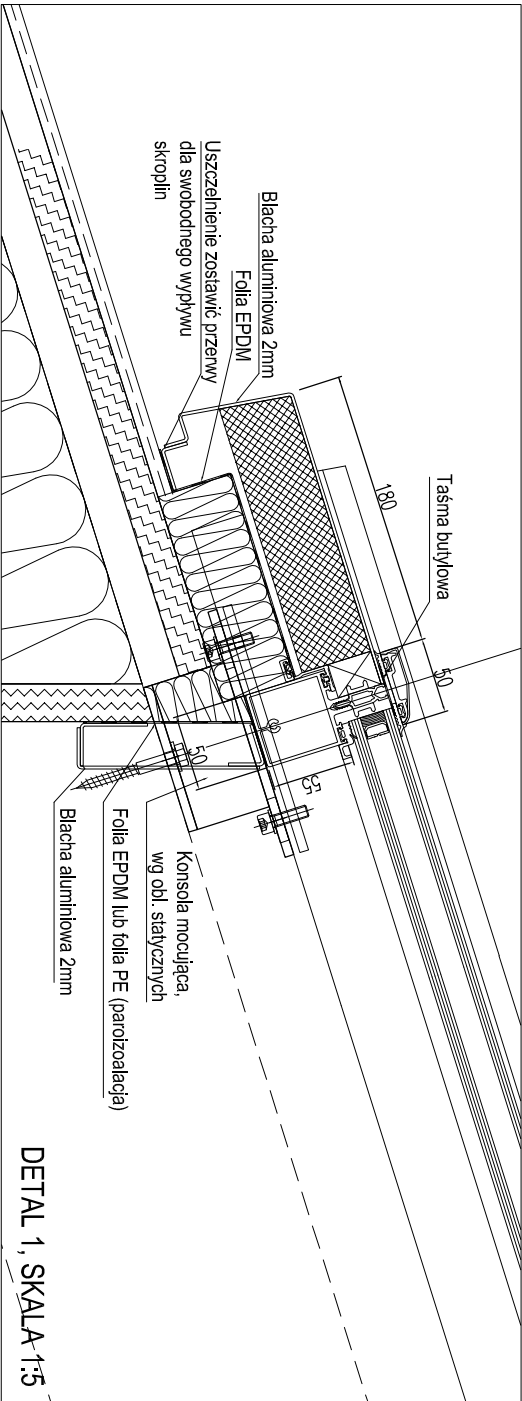 Taśma butylowa
Blacha aluminiowa 2mm
Folia EPDM
Uszczelnienie zostawić przerwy
dla swobodnego wypływu
skroplin
180
50
55
50
Konsola mocująca,
wg obl. statycznych
Folia EPDM lub folia PE (paroizoalacja)
Blacha aluminiowa 2mm
DETAL 1, SKALA 1:5